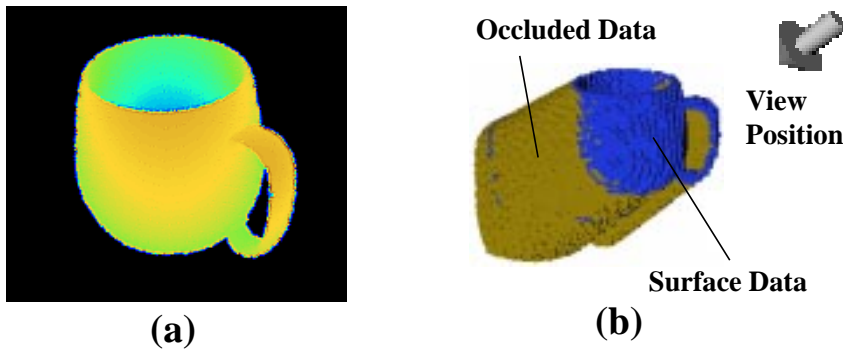 Occluded Data
View
Position
Surface Data
(a)
(b)